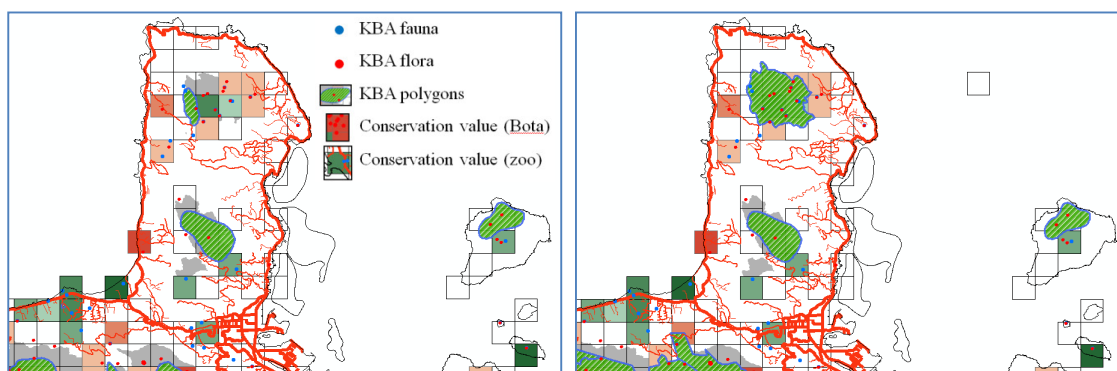 KBA fauna
KBA flora
KBA polygons
Conservation value (Bota)
Conservation value (zoo)